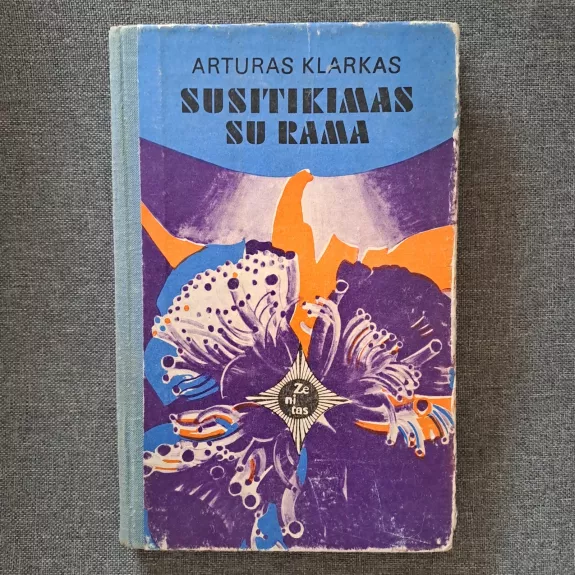 ARTURAS KLARKAS
SUSITIKIMAS
SU RAMA
Ze
ni
tas